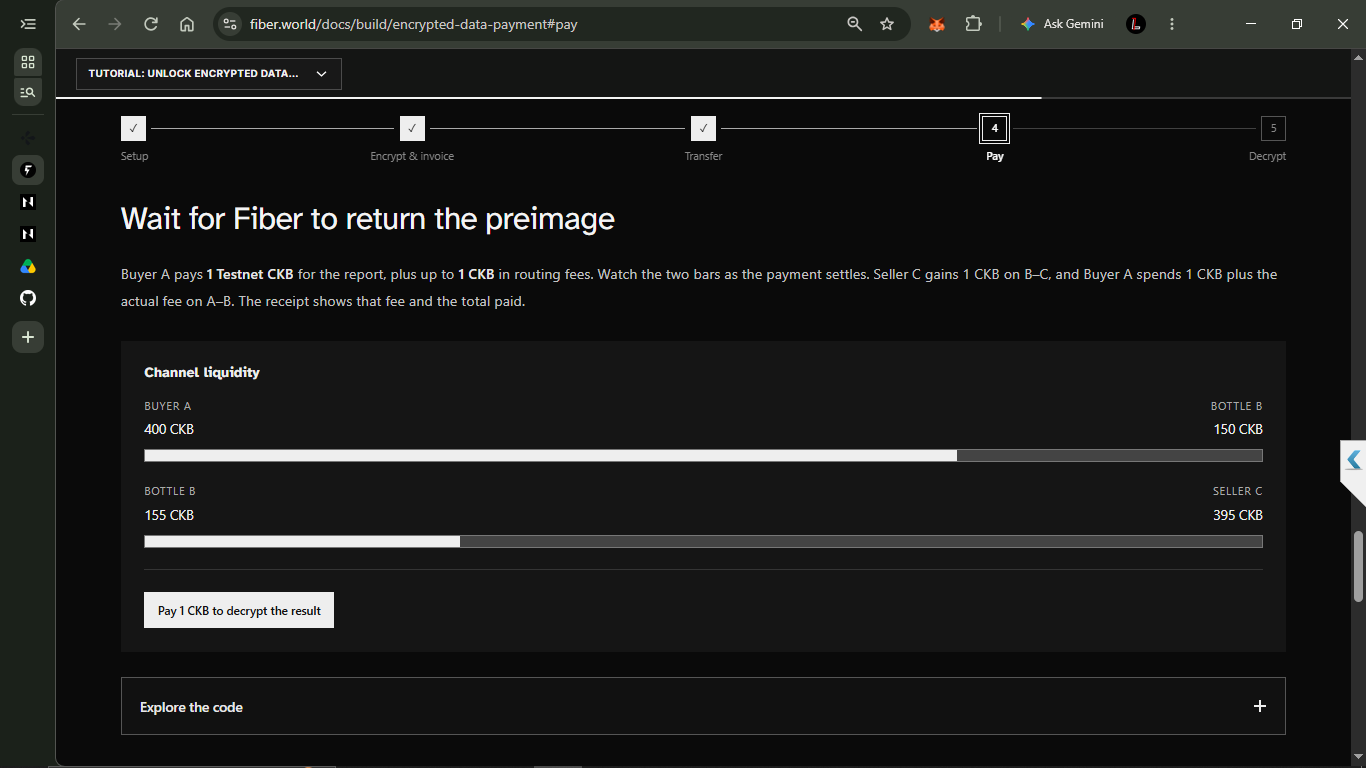 fiber.world/docs/build/encrypted-data-payment#pay
Ask Gemini
TUTORIAL: UNLOCK ENCRYPTED DATA...
✓ ✓ ✓ 4 5
Setup Encrypt & invoice Transfer Pay Decrypt
Wait for Fiber to return the preimage
Buyer A pays 1 Testnet CKB for the report, plus up to 1 CKB in routing fees. Watch the two bars as the payment settles. Seller C gains 1 CKB on B–C, and Buyer A spends 1 CKB plus the
actual fee on A–B. The receipt shows that fee and the total paid.
Channel liquidity
BUYER A BOTTLE B
400 CKB 150 CKB
BOTTLE B SELLER C
155 CKB 395 CKB
Pay 1 CKB to decrypt the result
Explore the code +